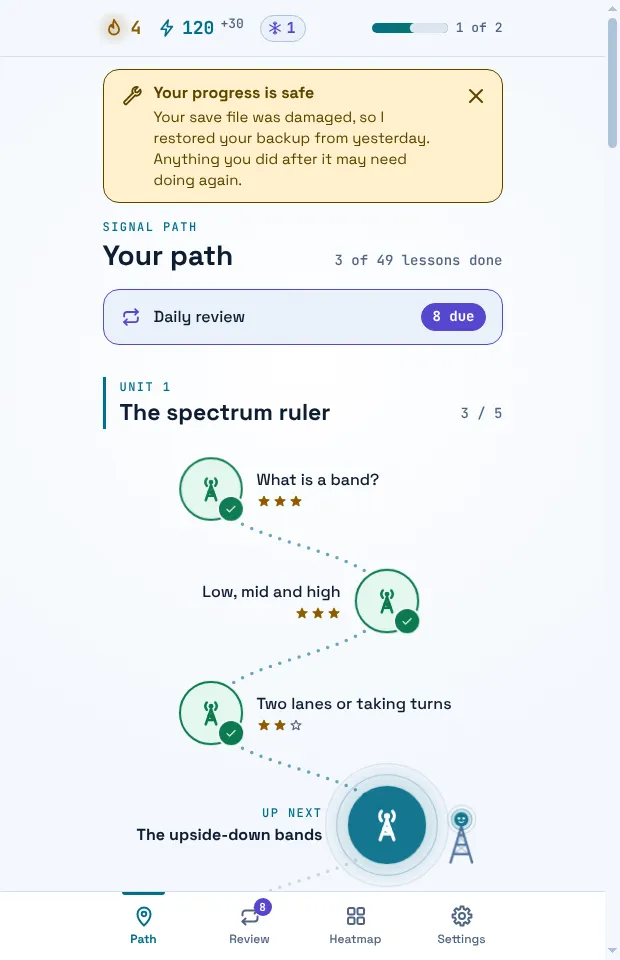 4 120 +30 1 1 of 2
Your progress is safe
Your save file was damaged, so I
restored your backup from yesterday.
Anything you did after it may need
doing again.
SIGNAL PATH
Your path 3 of 49 lessons done
Daily review 8 due
UNIT 1
The spectrum ruler 3 / 5
What is a band?
Low, mid and high
Two lanes or taking turns
UP NEXT
The upside-down bands
8
Path Review Heatmap Settings